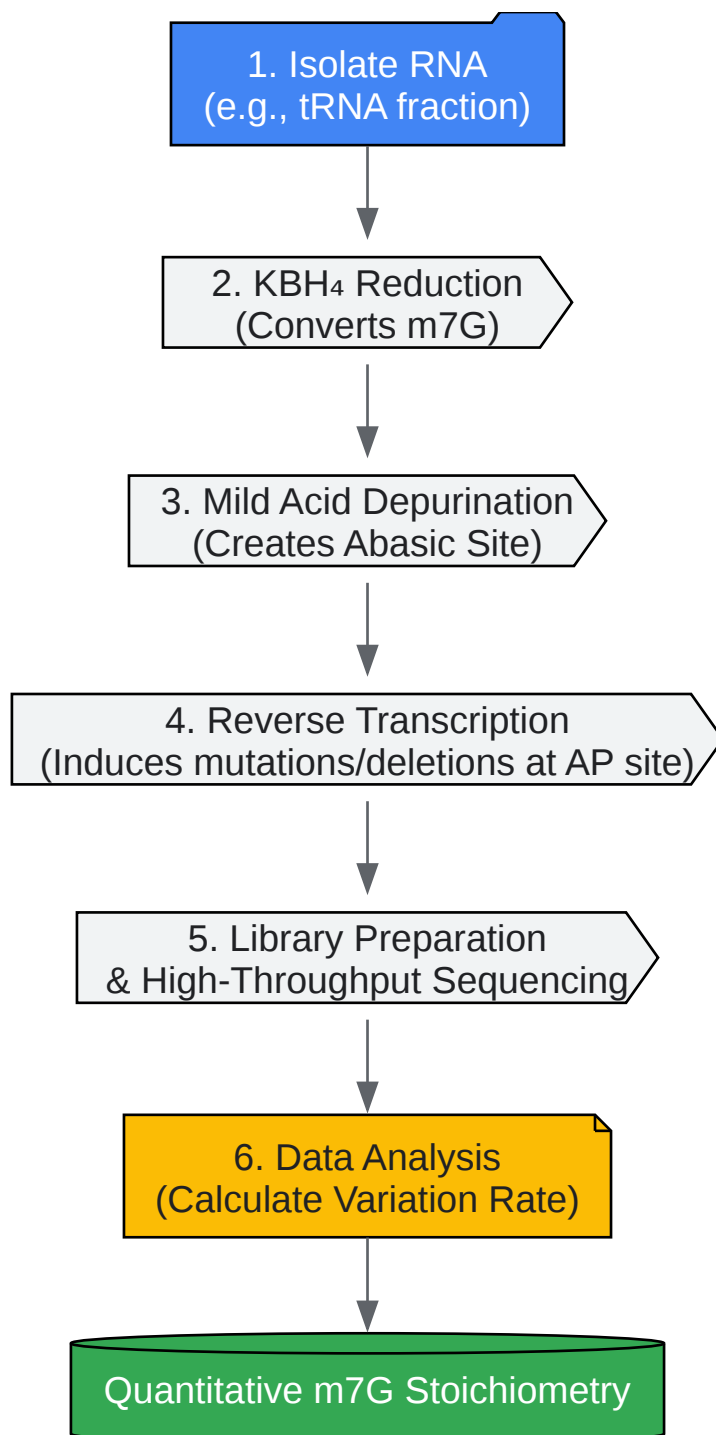 1. Isolate RNA
(e.g., tRNA fraction)
2. KBH₄ Reduction
(Converts m7G)
3. Mild Acid Depurination
(Creates Abasic Site)
4. Reverse Transcription
(Induces mutations/deletions at AP site)
5. Library Preparation
& High-Throughput Sequencing
6. Data Analysis
(Calculate Variation Rate)
Quantitative m7G Stoichiometry